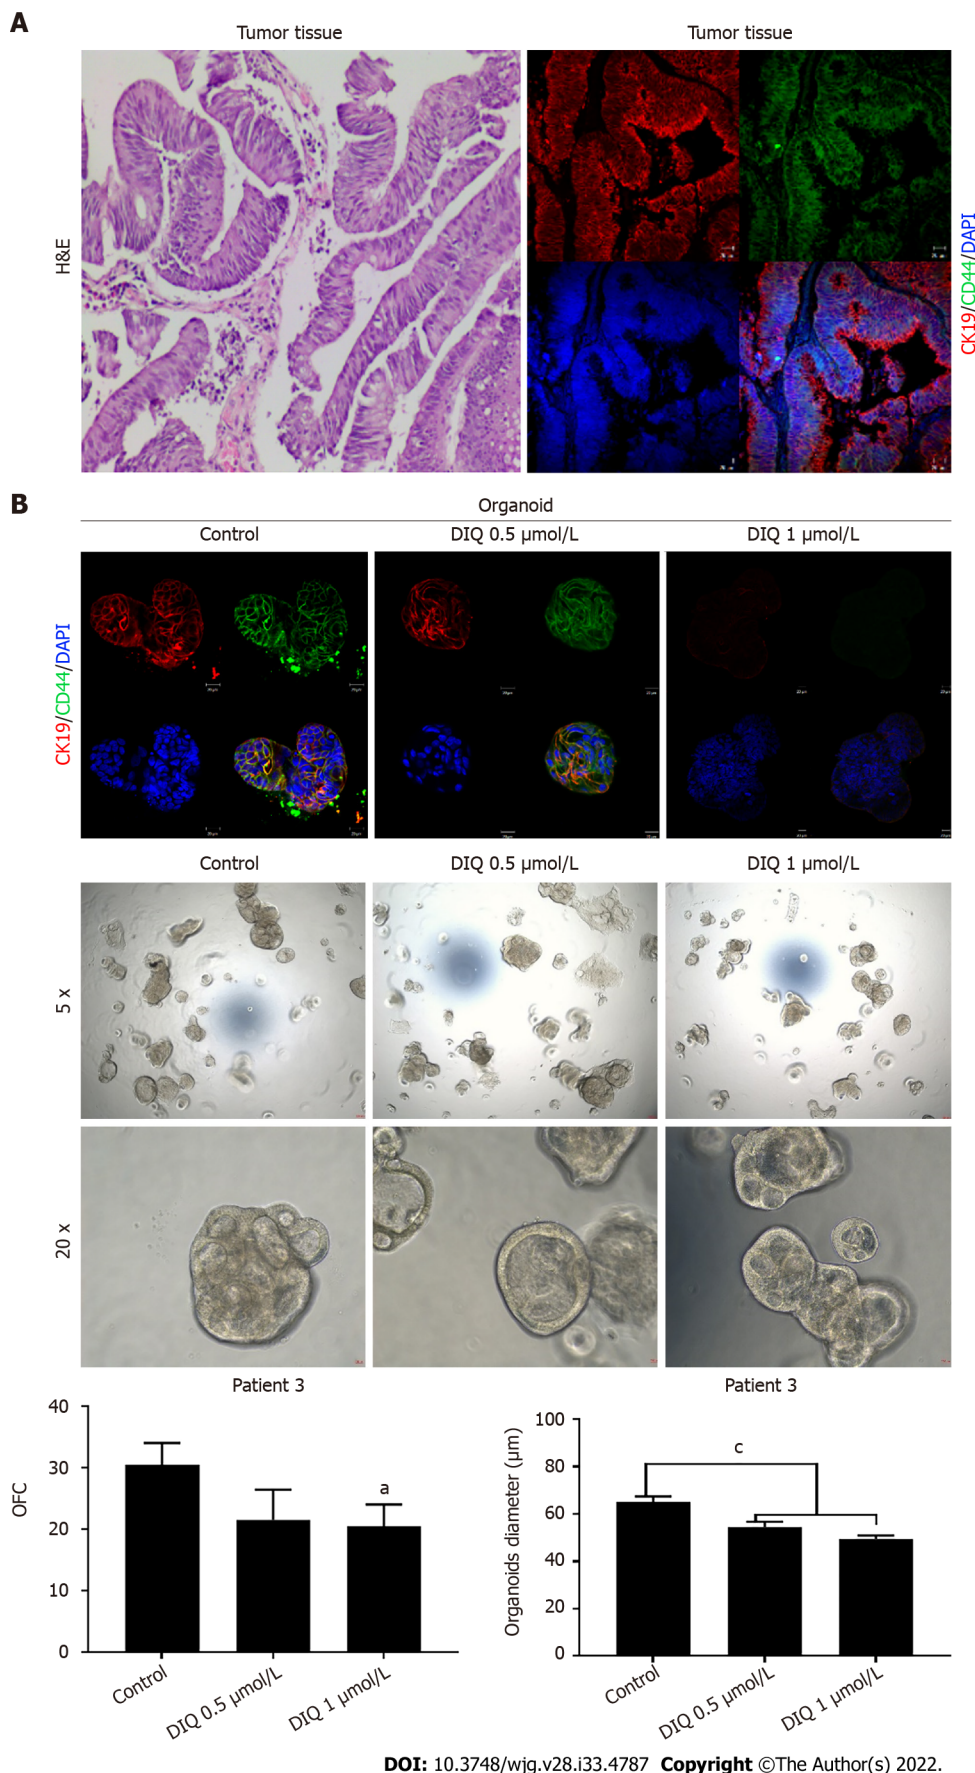 A
Tumor tissue
Tumor tissue
H&E
CK19/CD44/DAPI
B
Organoid
Control
DIQ 0.5 µmol/L
DIQ 1 µmol/L
CK19/CD44/DAPI
Control
DIQ 0.5 µmol/L
DIQ 1 µmol/L
5 x
20 x
Patient 3
40
30
20
10
0
OFC
a
Control
DIQ 0.5 µmol/L
DIQ 1 µmol/L
Patient 3
100
80
60
40
20
0
Organoids diameter (µm)
c
Control
DIQ 0.5 µmol/L
DIQ 1 µmol/L
DOI: 10.3748/wjg.v28.i33.4787 Copyright ©The Author(s) 2022.